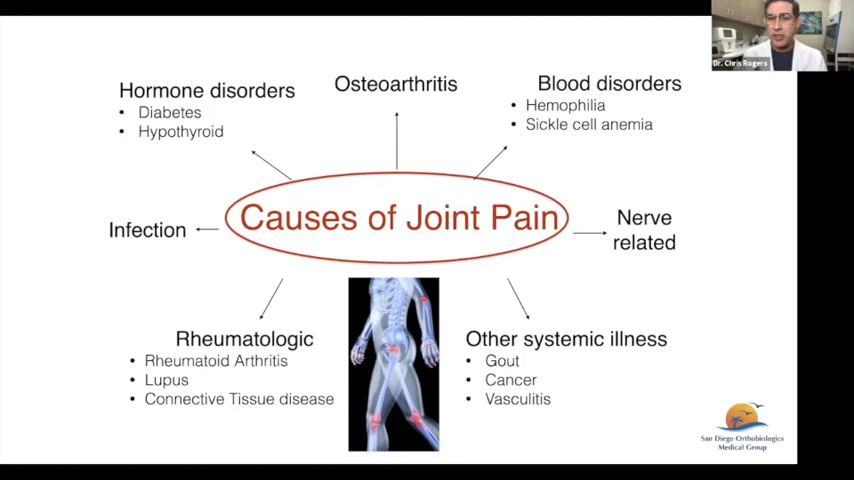 Dr. Chris Rogers
Hormone disorders
• Diabetes
• Hypothyroid
Osteoarthritis
Blood disorders
• Hemophilia
• Sickle cell anemia
Infection
Causes of Joint Pain
Nerve
related
Rheumatologic
• Rheumatoid Arthritis
• Lupus
• Connective Tissue disease
Other systemic illness
• Gout
• Cancer
• Vasculitis
San Diego Orthobiologics
Medical Group